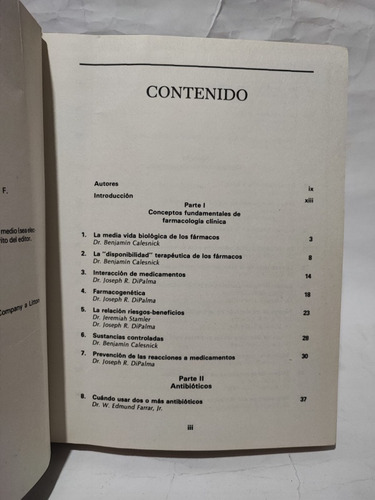 F.
medio (sea elec-
rito del editor.
Company a Litton
CONTENIDO
Autores ix
Introducción xiii
Parte I
Conceptos fundamentales de
farmacología clínica
1. La media vida biológica de los fármacos 3
Dr. Benjamin Calesnick
2. La "disponibilidad" terapéutica de los fármacos 8
Dr. Benjamin Calesnick
3. Interacción de medicamentos 14
Dr. Joseph R. DiPalma
4. Farmacogenética 18
Dr. Joseph R. DiPalma
5. La relación riesgos-beneficios 23
Dr. Jeremiah Stamler
Dr. Joseph R. DiPalma
6. Sustancias controladas 28
Dr. Benjamin Calesnick
7. Prevención de las reacciones a medicamentos 30
Dr. Joseph R. DiPalma
Parte II
Antibióticos
8. Cuándo usar dos o más antibióticos 37
Dr. W. Edmund Farrar, Jr.
iii